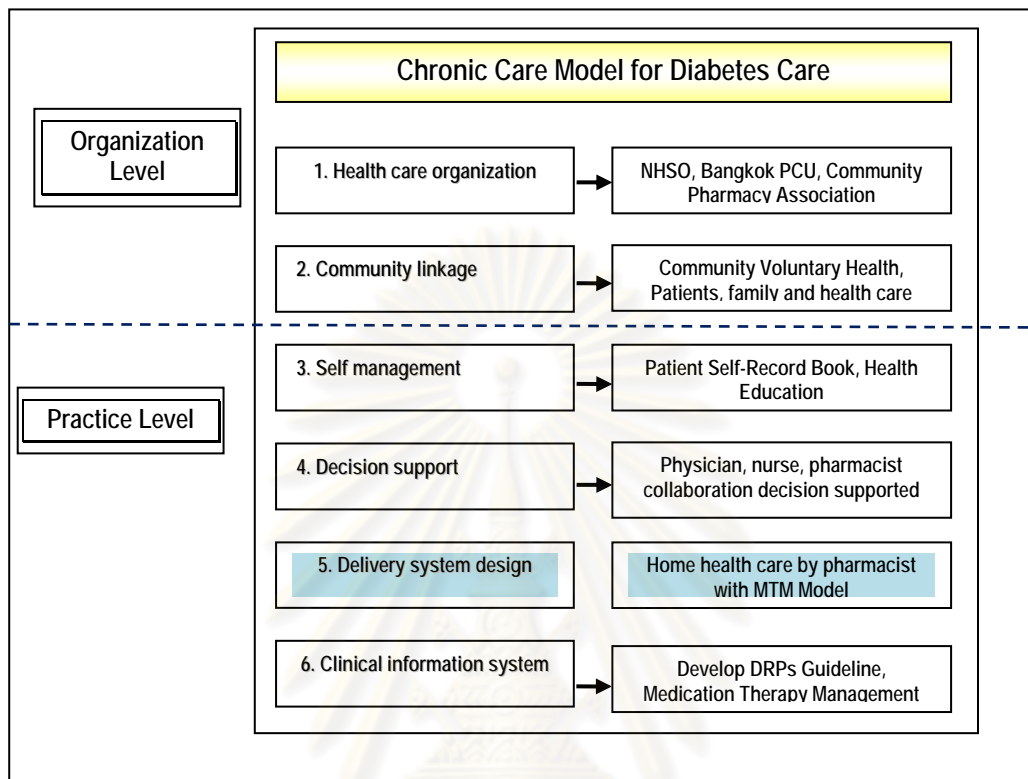 Chronic Care Model for Diabetes Care
Organization
Level
1. Health care organization
NHSO, Bangkok PCU, Community
Pharmacy Association
2. Community linkage
Community Voluntary Health,
Patients, family and health care
3. Self management
Patient Self-Record Book, Health
Education
Practice Level
4. Decision support
Physician, nurse, pharmacist
collaboration decision supported
5. Delivery system design
Home health care by pharmacist
with MTM Model
6. Clinical information system
Develop DRPs Guideline,
Medication Therapy Management